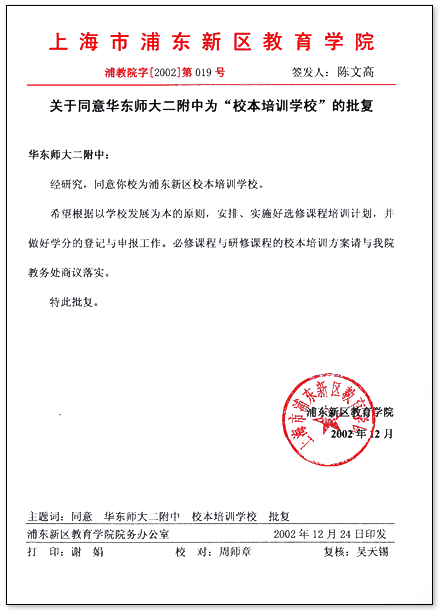 上海市浦东新区教育学院
浦教院字[2002]第 019 号 签发人：陈文高
关于同意华东师大二附中为“校本培训学校”的批复
华东师大二附中：
经研究，同意你校为浦东新区校本培训学校。
希望根据以学校发展为本的原则，安排、实施好选修课程培训计划，并
做好学分的登记与申报工作。必修课程与研修课程的校本培训方案请与我院
教务处商议落实。
特此批复。
上海市浦东新区教育学院
浦东新区教育学院
2002 年 12 月
主题词：同意 华东师大二附中 校本培训学校 批复
浦东新区教育学院院务办公室 2002 年 12 月 24 日印发
打 印：谢 娟 校 对：周师章 复核：吴天锡